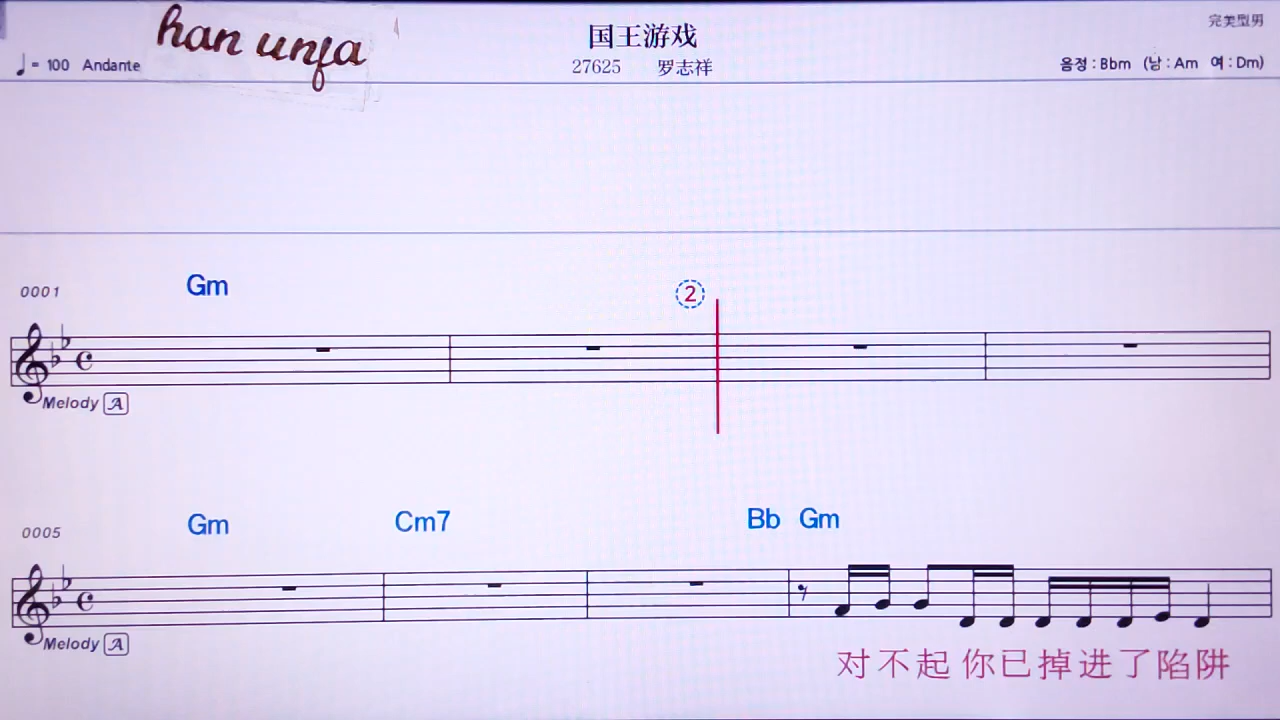 han unfa
国王游戏
完美型男
♩= 100 Andante
27625 罗志祥
음정 : Bbm (남 : Am 여 : Dm)
0001
Gm
2
Melody A
0005
Gm Cm7 Bb Gm
Melody A
对不起 你已掉进了陷阱